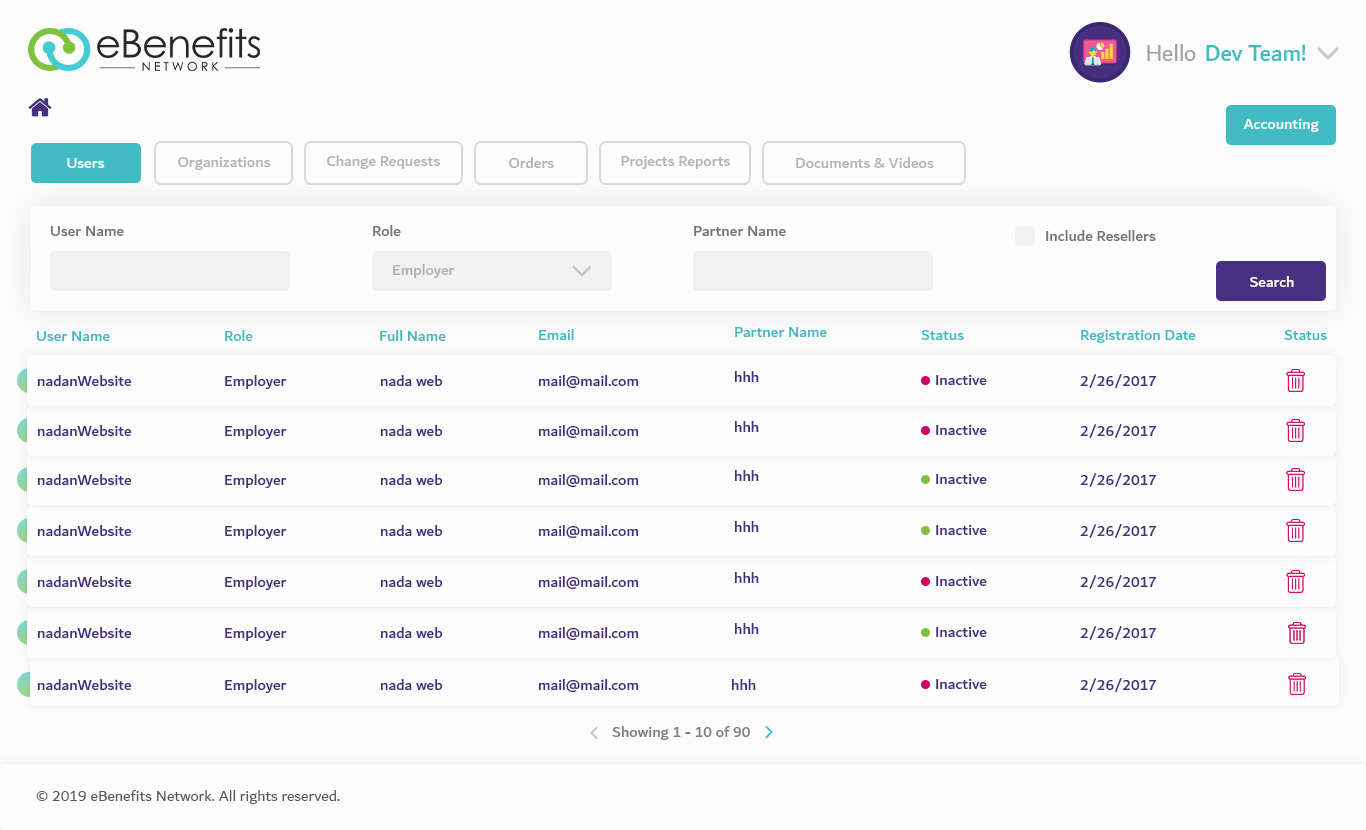 eBenefits
NETWORK
Hello Dev Team!
Accounting
Users Organizations Change Requests Orders Projects Reports Documents & Videos
User Name Role Partner Name Include Resellers
Employer
Search
User Name Role Full Name Email Partner Name Status Registration Date Status
nadanWebsite Employer nada web mail@mail.com hhh Inactive 2/26/2017
nadanWebsite Employer nada web mail@mail.com hhh Inactive 2/26/2017
nadanWebsite Employer nada web mail@mail.com hhh Inactive 2/26/2017
nadanWebsite Employer nada web mail@mail.com hhh Inactive 2/26/2017
nadanWebsite Employer nada web mail@mail.com hhh Inactive 2/26/2017
nadanWebsite Employer nada web mail@mail.com hhh Inactive 2/26/2017
nadanWebsite Employer nada web mail@mail.com hhh Inactive 2/26/2017
Showing 1 - 10 of 90
© 2019 eBenefits Network. All rights reserved.